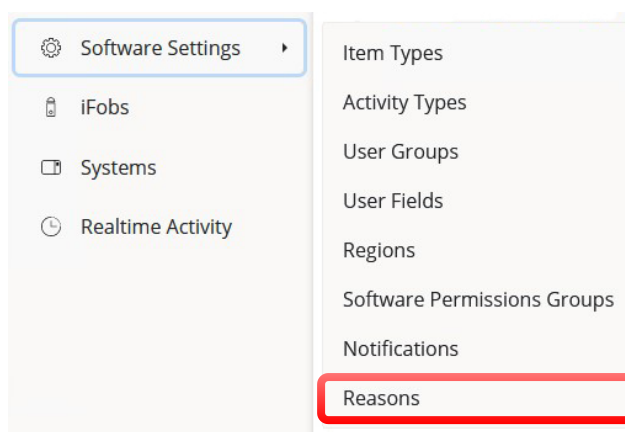 Software Settings
iFobs
Systems
Realtime Activity
Item Types
Activity Types
User Groups
User Fields
Regions
Software Permissions Groups
Notifications
Reasons